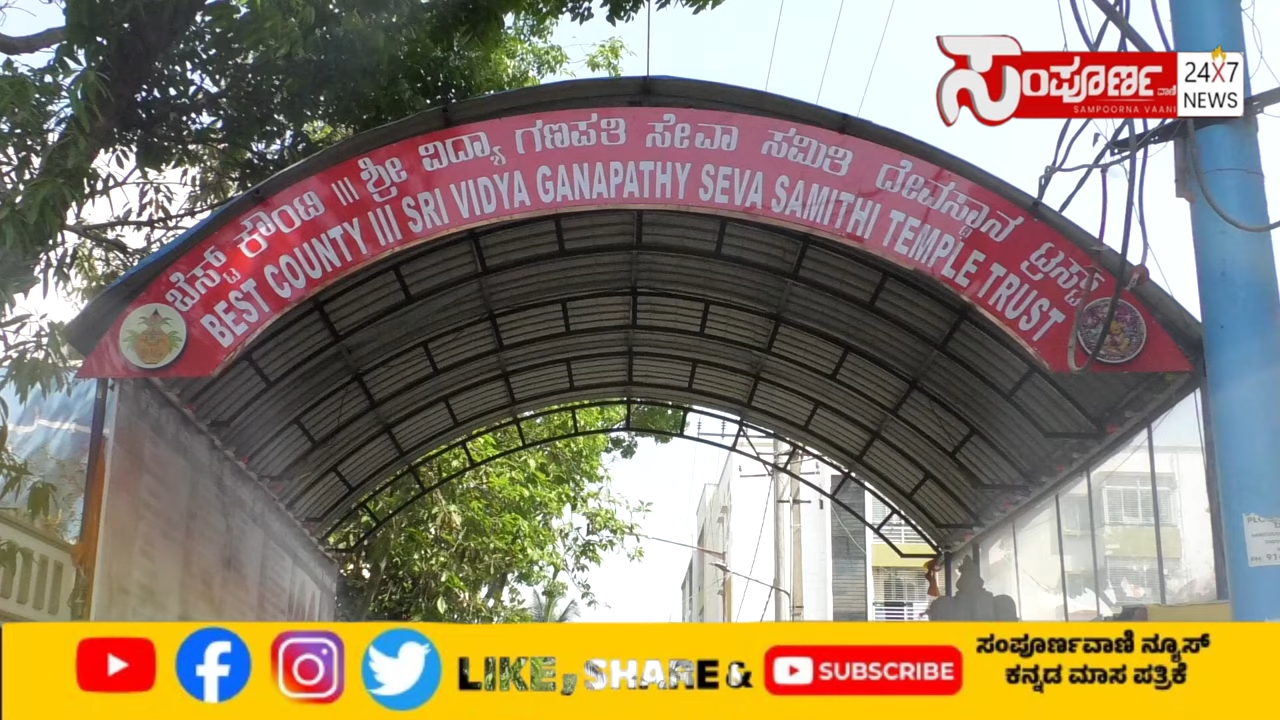 ಸಂಪೂರ್ಣ ವಾಣಿ
SAMPOORNA VAANI
24X7
NEWS
ಬೆಸ್ಟ್ ಕೌಂಟಿ III ಶ್ರೀ ವಿದ್ಯಾ ಗಣಪತಿ ಸೇವಾ ಸಮಿತಿ ದೇವಸ್ಥಾನ ಟ್ರಸ್ಟ್
BEST COUNTY III SRI VIDYA GANAPATHY SEVA SAMITHI TEMPLE TRUST
LIKE, SHARE &
SUBSCRIBE
ಸಂಪೂರ್ಣವಾಣಿ ನ್ಯೂಸ್
ಕನ್ನಡ ಮಾಸ ಪತ್ರಿಕೆ